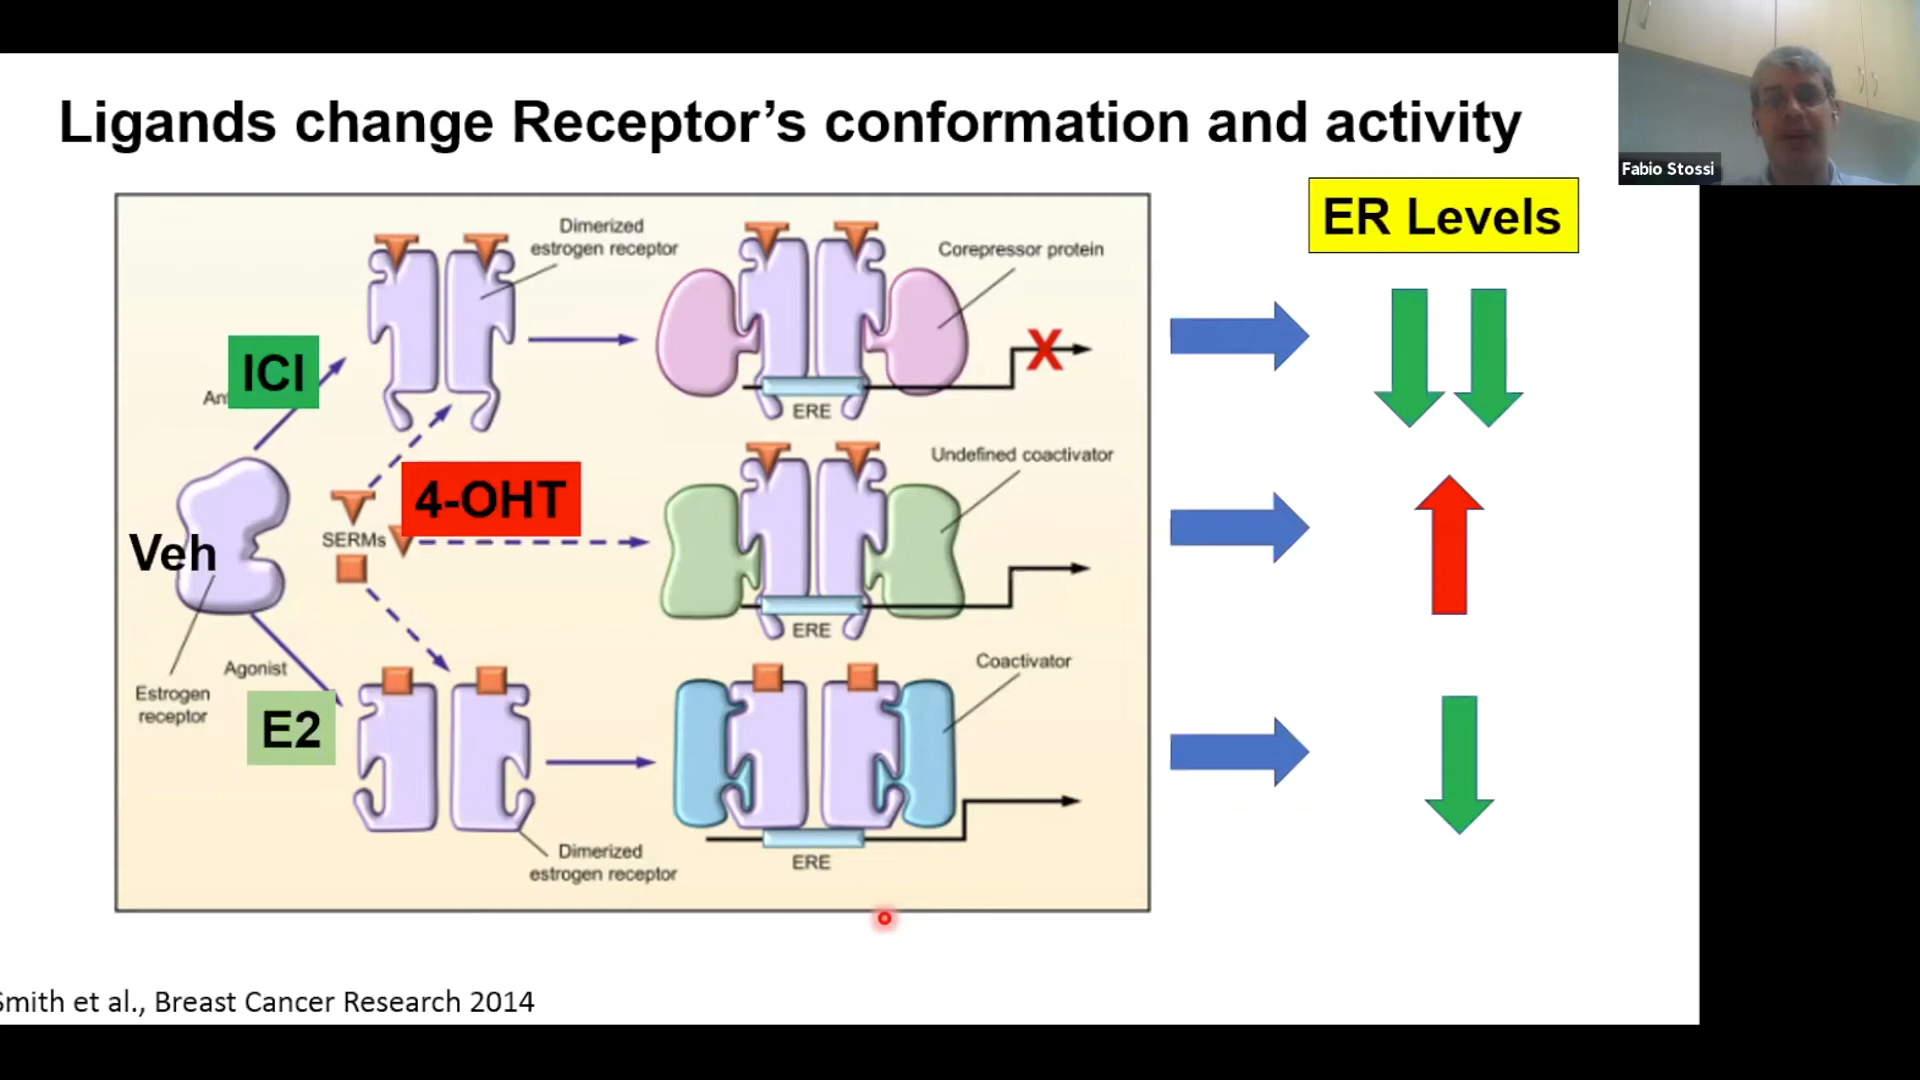 Ligands change Receptor's conformation and activity
Fabio Stossi
ER Levels
Dimerized
estrogen receptor
Corepressor protein
ICI
An
X
ERE
Undefined coactivator
4-OHT
SERMs
Veh
ERE
Agonist
Estrogen
receptor
E2
Coactivator
Dimerized
estrogen receptor
ERE
Smith et al., Breast Cancer Research 2014